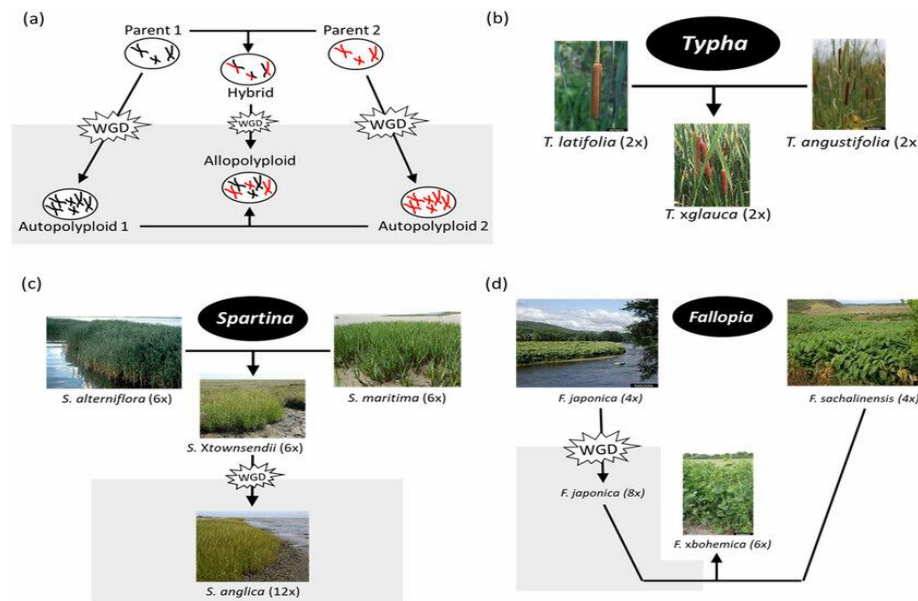 (a)
Parent 1
Parent 2
Hybrid
WGD
WGD
WGD
Allopolyploid
Autopolyploid 1
Autopolyploid 2
(b)
Typha
T. latifolia (2x)
T. angustifolia (2x)
T. xglauca (2x)
(c)
Spartina
S. alterniflora (6x)
S. maritima (6x)
S. Xtownsendii (6x)
WGD
S. anglica (12x)
(d)
Fallopia
F. japonica (4x)
F. sachalinensis (4x)
WGD
F. japonica (8x)
F. xbohemica (6x)